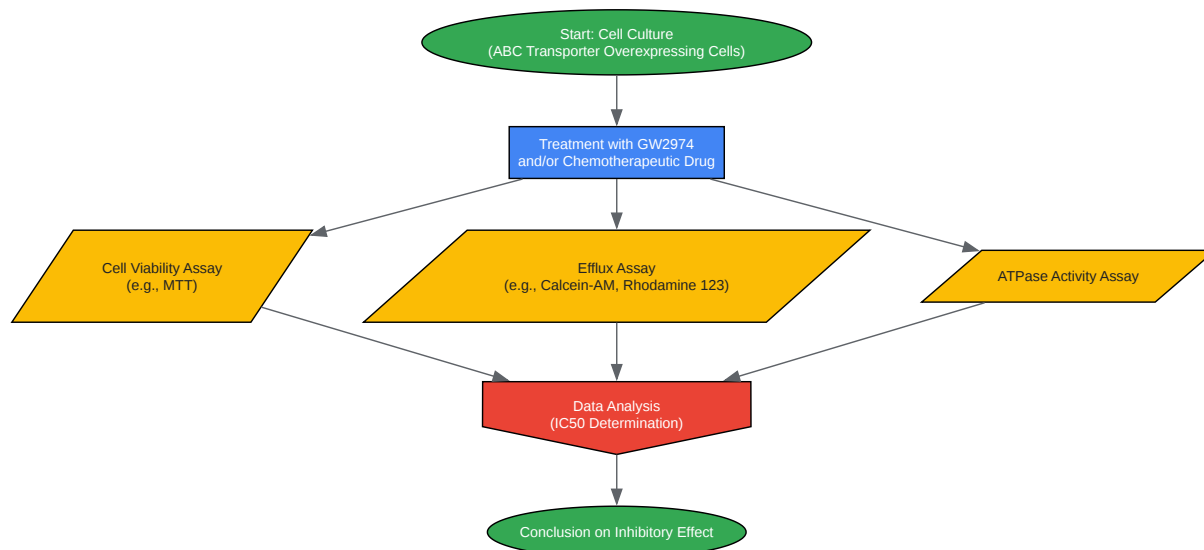 Start: Cell Culture
(ABC Transporter Overexpressing Cells)
Treatment with GW2974
and/or Chemotherapeutic Drug
Cell Viability Assay
(e.g., MTT)
Efflux Assay
(e.g., Calcein-AM, Rhodamine 123)
ATPase Activity Assay
Data Analysis
(IC50 Determination)
Conclusion on Inhibitory Effect